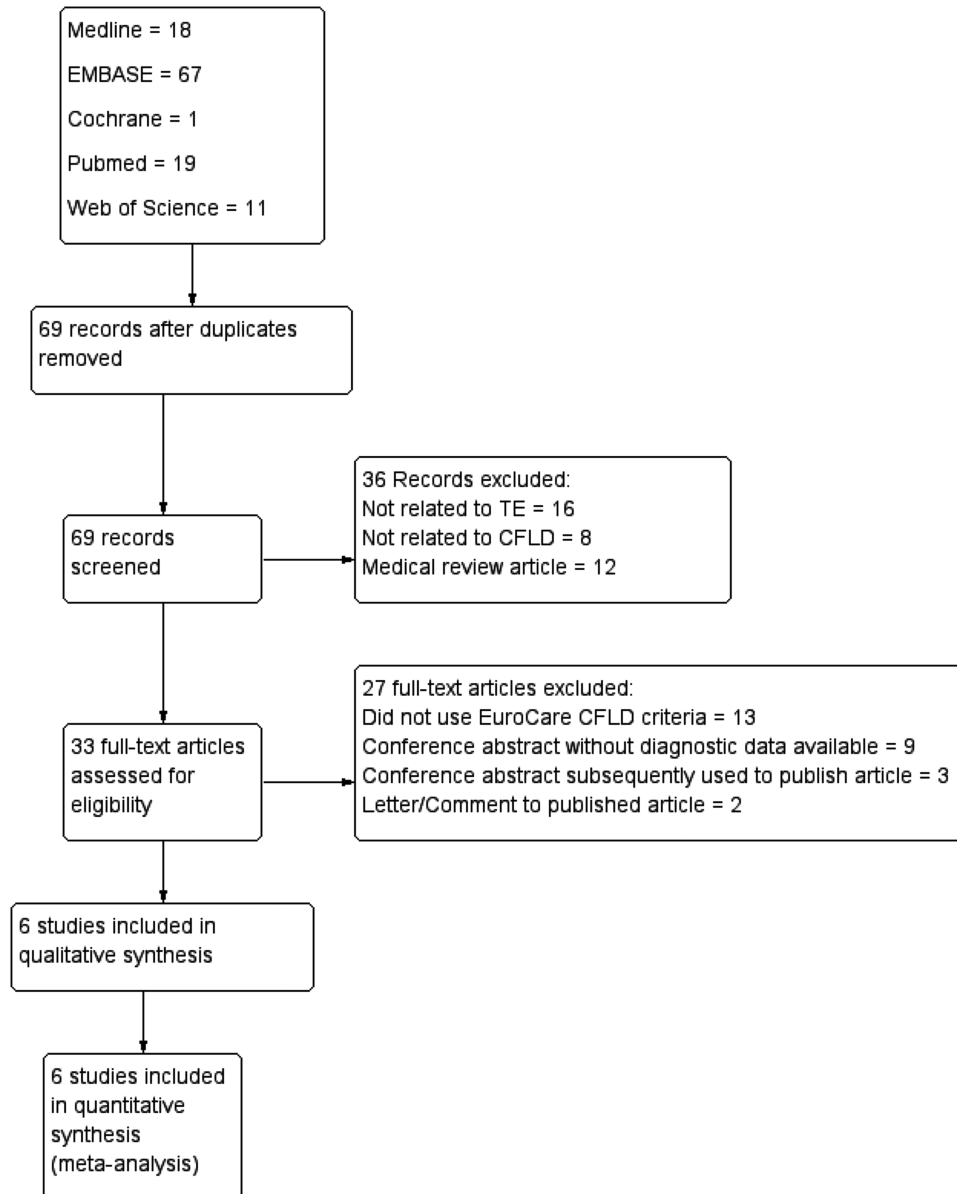 Medline = 18
EMBASE = 67
Cochrane = 1
Pubmed = 19
Web of Science = 11
69 records after duplicates
removed
69 records
screened
36 Records excluded:
Not related to TE = 16
Not related to CFLD = 8
Medical review article = 12
33 full-text articles
assessed for
eligibility
27 full-text articles excluded:
Did not use EuroCare CFLD criteria = 13
Conference abstract without diagnostic data available = 9
Conference abstract subsequently used to publish article = 3
Letter/Comment to published article = 2
6 studies included in
qualitative synthesis
6 studies included
in quantitative
synthesis
(meta-analysis)